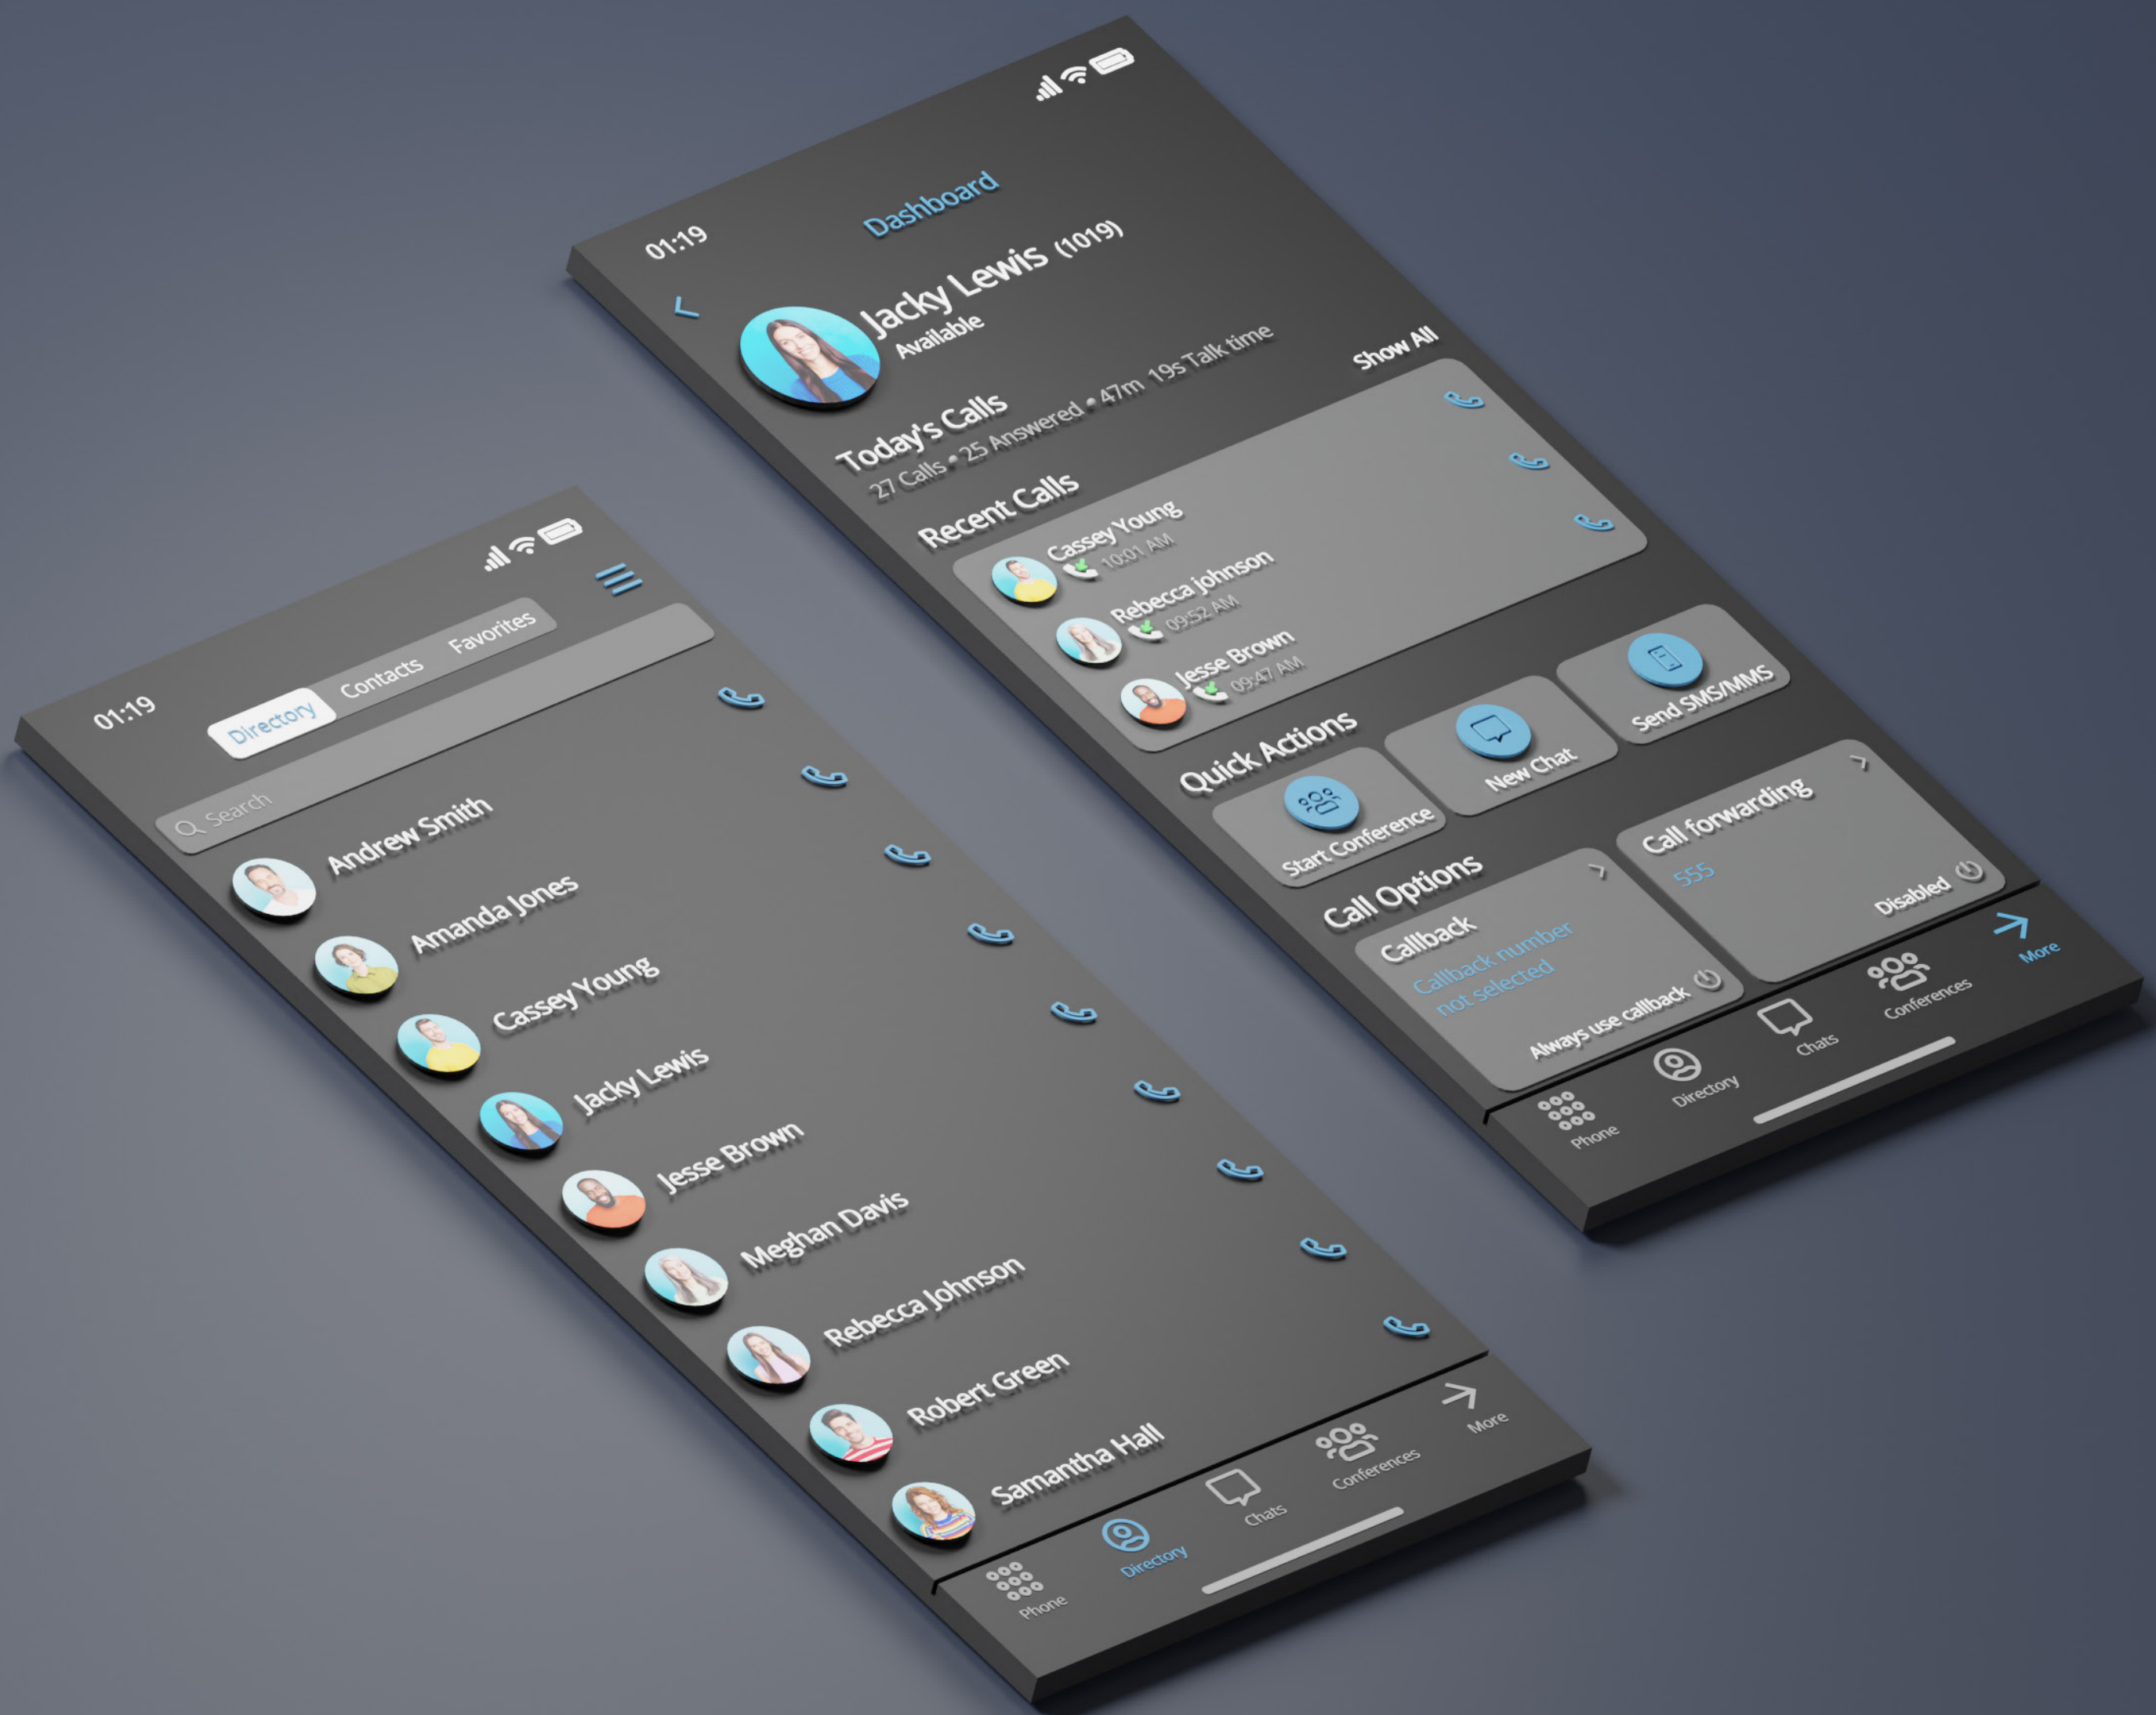 01:19
Directory
Contacts
Favorites
Search
Andrew Smith
Amanda Jones
Cassey Young
Jacky Lewis
Jesse Brown
Meghan Davis
Rebecca Johnson
Robert Green
Samantha Hall
Phone
Directory
Chats
Conferences
More
01:19
Dashboard
Jacky Lewis (1019)
Available
Today's Calls
27 Calls • 25 Answered • 47m 19s Talk time
Recent Calls
Show All
Cassey Young
10:01 AM
Rebecca johnson
09:52 AM
Jesse Brown
09:47 AM
Quick Actions
Start Conference
New Chat
Send SMS/MMS
Call Options
Callback
Callback number
not selected
Always use callback
Call forwarding
555
Disabled
Phone
Directory
Chats
Conferences
More